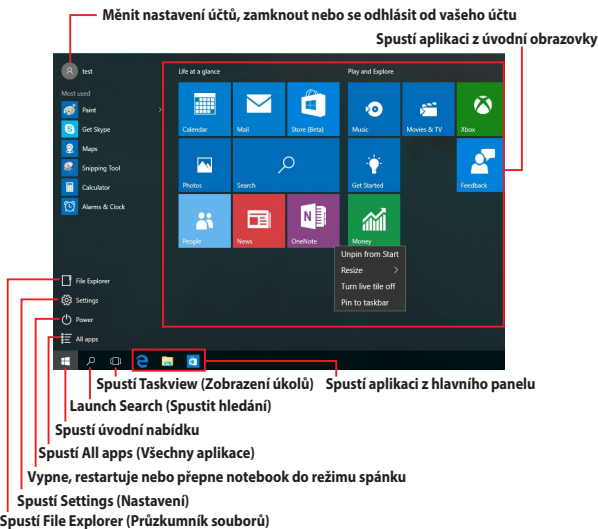 Měnit nastavení účtů, zamknout nebo se odhlásit od vašeho účtu
Spustí aplikaci z úvodní obrazovky
test
Life at a glance
Play and Explore
Most used
Paint
Get Skype
Maps
Snipping Tool
Calculator
Alarms & Clock
Calendar
Mail
Store (Beta)
Music
Movies & TV
Xbox
Photos
Search
Get Started
Feedback
People
News
OneNote
Money
Unpin from Start
Resize
Turn live tile off
Pin to taskbar
File Explorer
Settings
Power
All apps
Spustí Taskview (Zobrazení úkolů)
Spustí aplikaci z hlavního panelu
Launch Search (Spustit hledání)
Spustí úvodní nabídku
Spustí All apps (Všechny aplikace)
Vypne, restartuje nebo přepne notebook do režimu spánku
Spustí Settings (Nastavení)
Spustí File Explorer (Průzkumník souborů)